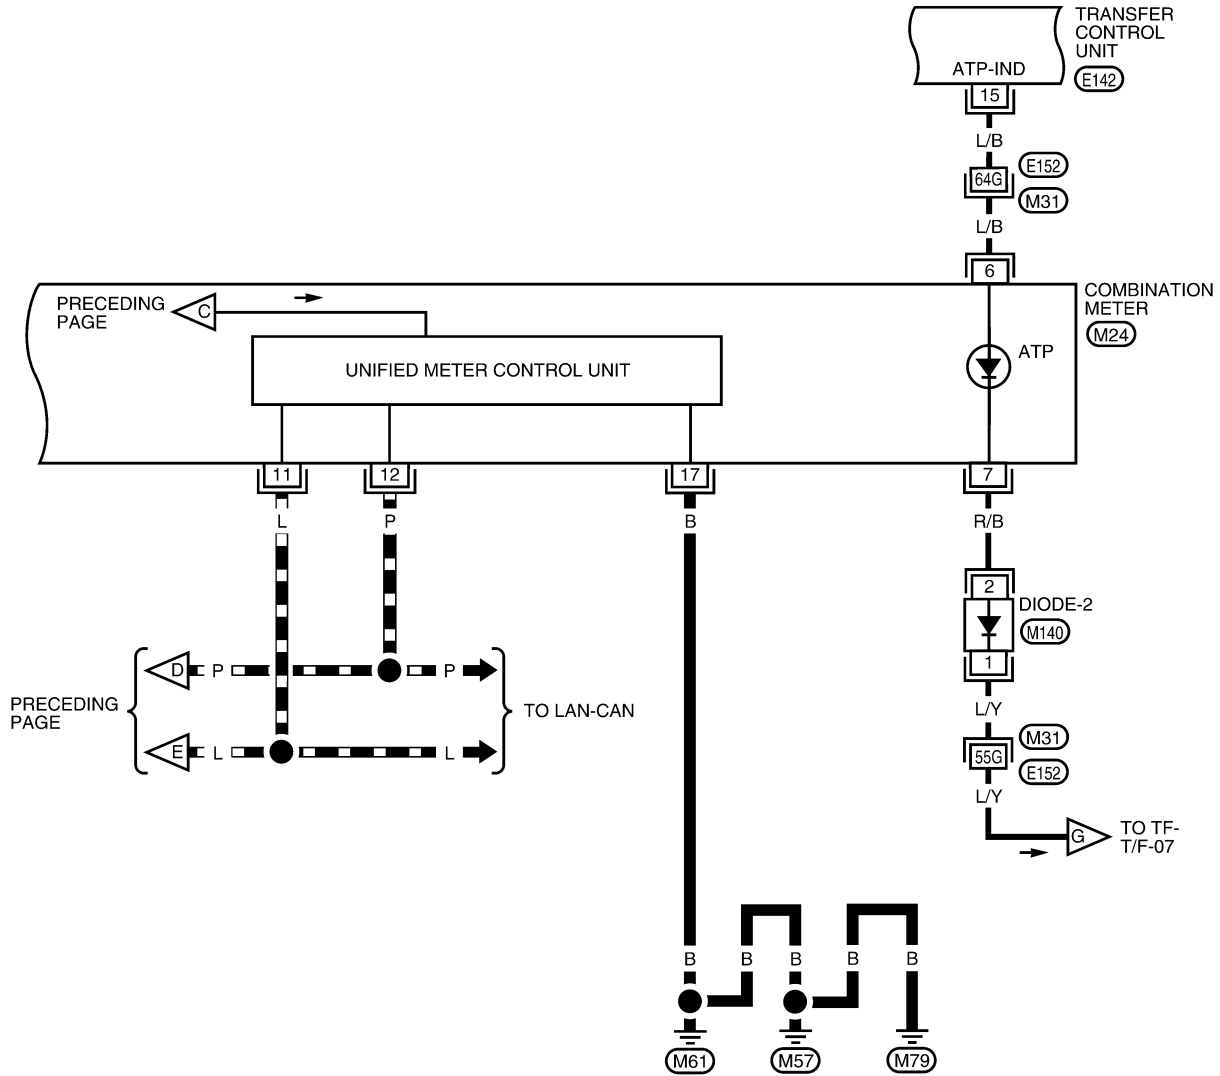 TRANSFER
CONTROL
UNIT
E142
ATP-IND
15
L/B
E152
64G
M31
L/B
6
COMBINATION
METER
M24
PRECEDING
PAGE
C
ATP
UNIFIED METER CONTROL UNIT
11
12
17
7
L
P
B
R/B
2
DIODE-2
M140
1
L/Y
M31
55G
E152
L/Y
D
P
P
PRECEDING
PAGE
TO LAN-CAN
E
L
L
G
TO TF-
T/F-07
B
B
B
B
B
M61
M57
M79